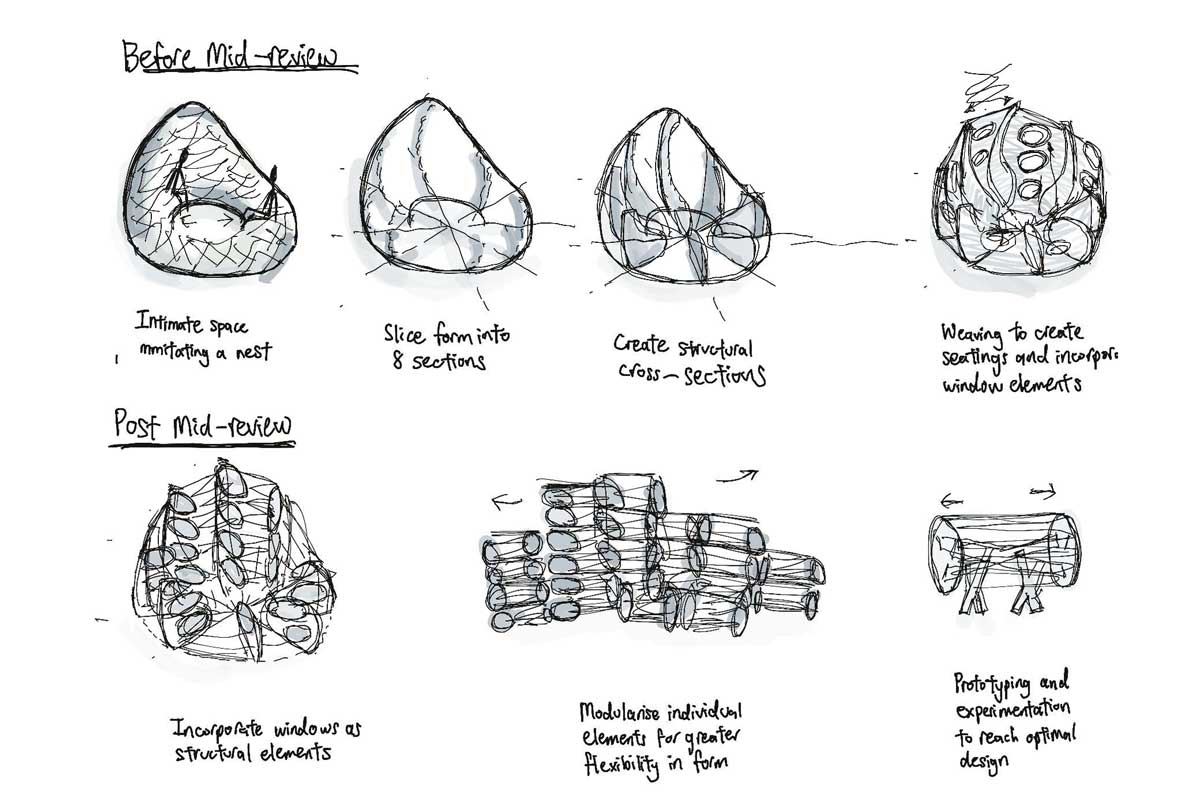 Before Mid-review
Intimate space
mmitating a nest
Slice form into
8 sections
Create structural
cross-sections
Weaving to create
seatings and incorpor
window elements
Post Mid-review
Incorporate windows as
structural elements
Modularise individual
elements for greater
flexibility in form
Prototyping and
experimentation
to reach optimal
design